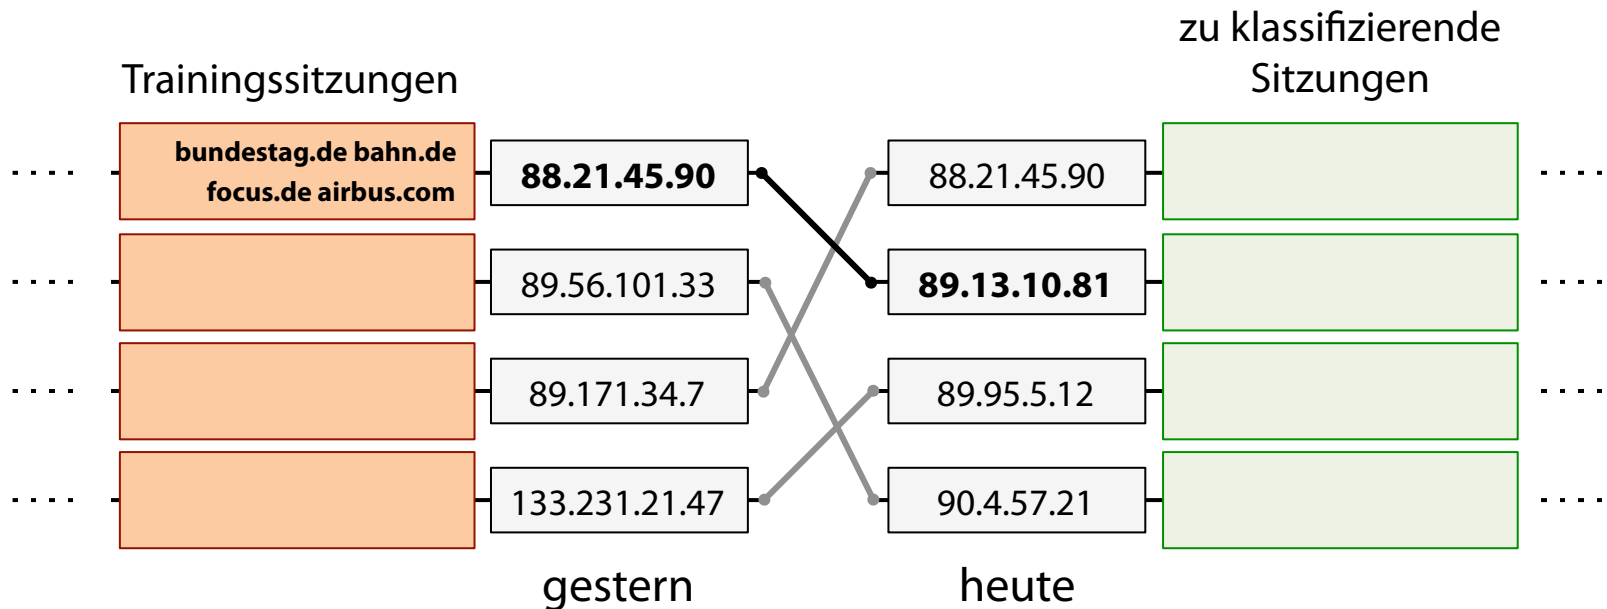 Trainingssitzungen
zu klassifizierende
Sitzungen
bundestag.de bahn.de
focus.de airbus.com
88.21.45.90
88.21.45.90
89.56.101.33
89.13.10.81
89.171.34.7
89.95.5.12
133.231.21.47
90.4.57.21
gestern
heute